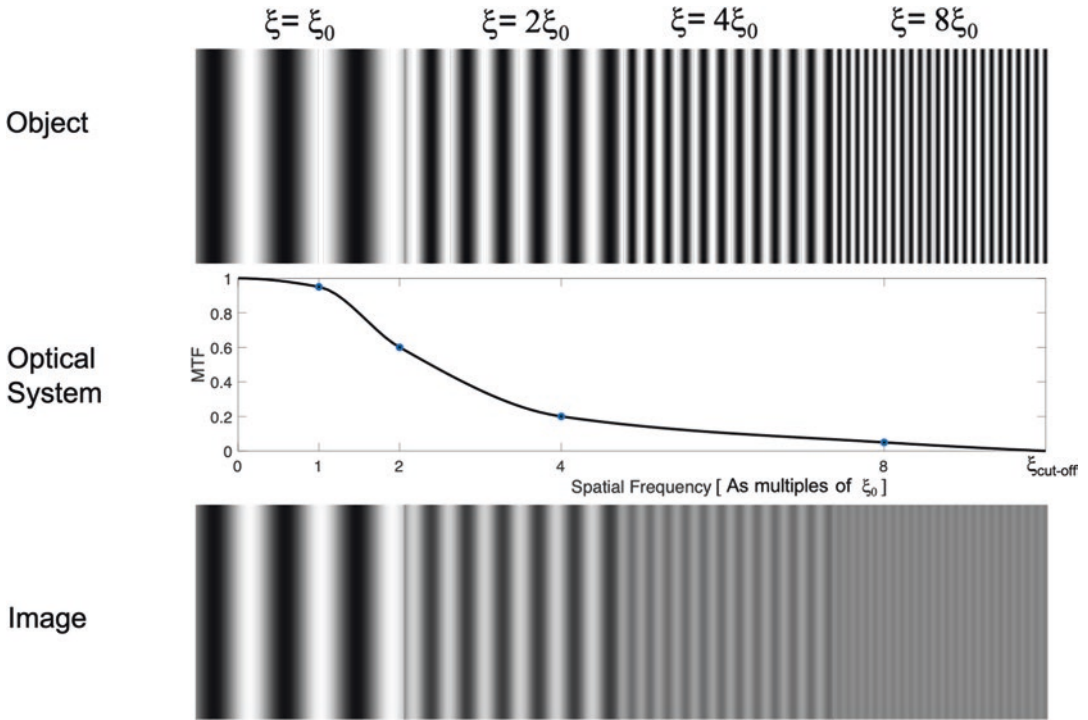 ξ= ξ₀ ξ= 2ξ₀ ξ= 4ξ₀ ξ= 8ξ₀
Object
1
0.8
0.6
0.4
0.2
0
MTF
Optical
System
0 1 2 4 8 ξcut-off
Spatial Frequency [ As multiples of ξ₀ ]
Image